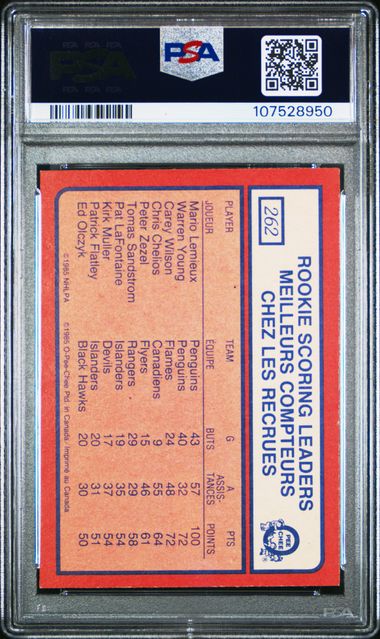 PSA
107528950
262
ROOKIE SCORING LEADERS
MEILLEURS COMPTEURS
CHEZ LES RECRUES
O
PEE
CHEE
PLAYER TEAM G A PTS
JOUEUR ÉQUIPE BUTS ASSIS-
TANCES POINTS
Mario Lemieux Penguins 43 57 100
Warren Young Penguins 40 32 72
Carey Wilson Flames 24 48 72
Chris Chelios Canadiens 9 55 64
Peter Zezel Flyers 15 46 61
Tomas Sandstrom Rangers 29 29 58
Pat LaFontaine Islanders 19 35 54
Kirk Muller Devils 17 37 54
Patrick Flatley Islanders 20 31 51
Ed Olczyk Black Hawks 20 30 50
©1985 NHLPA ©1985 O-Pee-Chee Ptd. in Canada / Imprimé au Canada